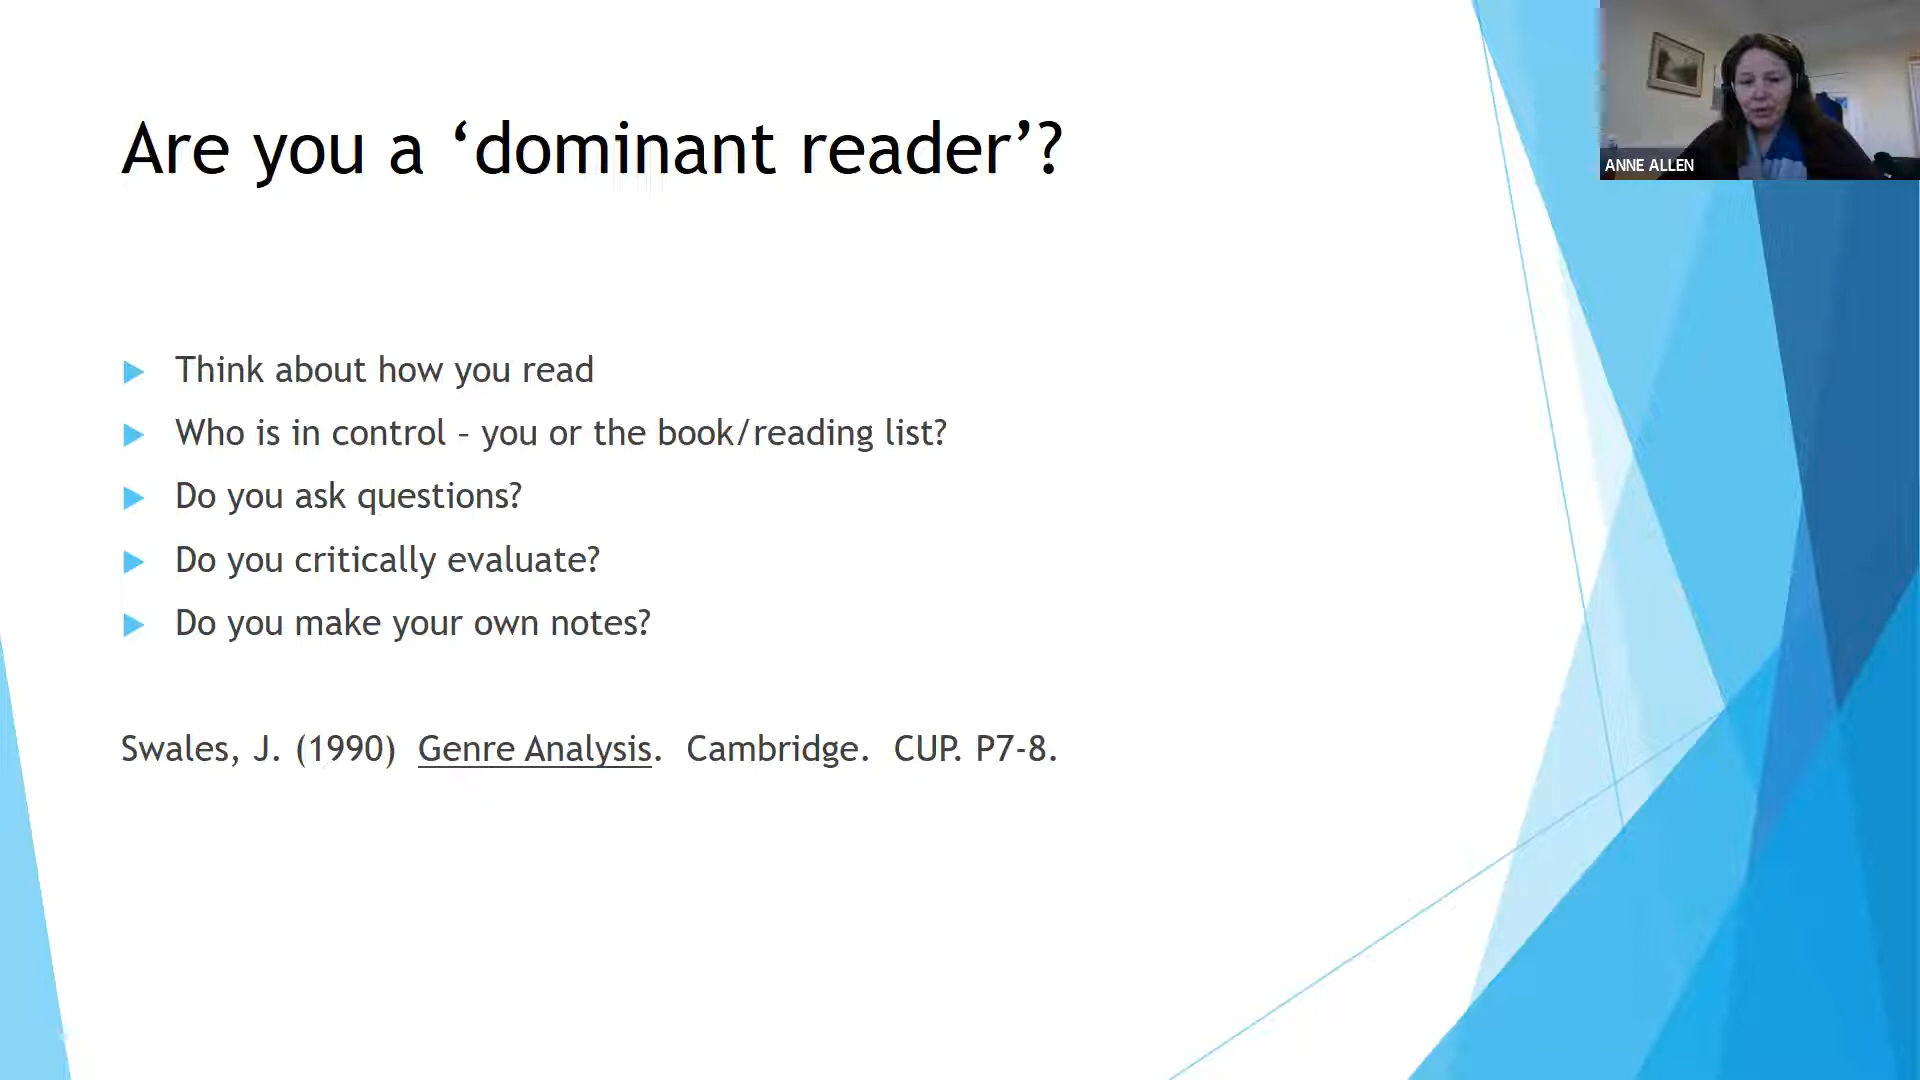 Are you a ‘dominant reader’?
ANNE ALLEN
Think about how you read
Who is in control – you or the book/reading list?
Do you ask questions?
Do you critically evaluate?
Do you make your own notes?
Swales, J. (1990) Genre Analysis. Cambridge. CUP. P7-8.